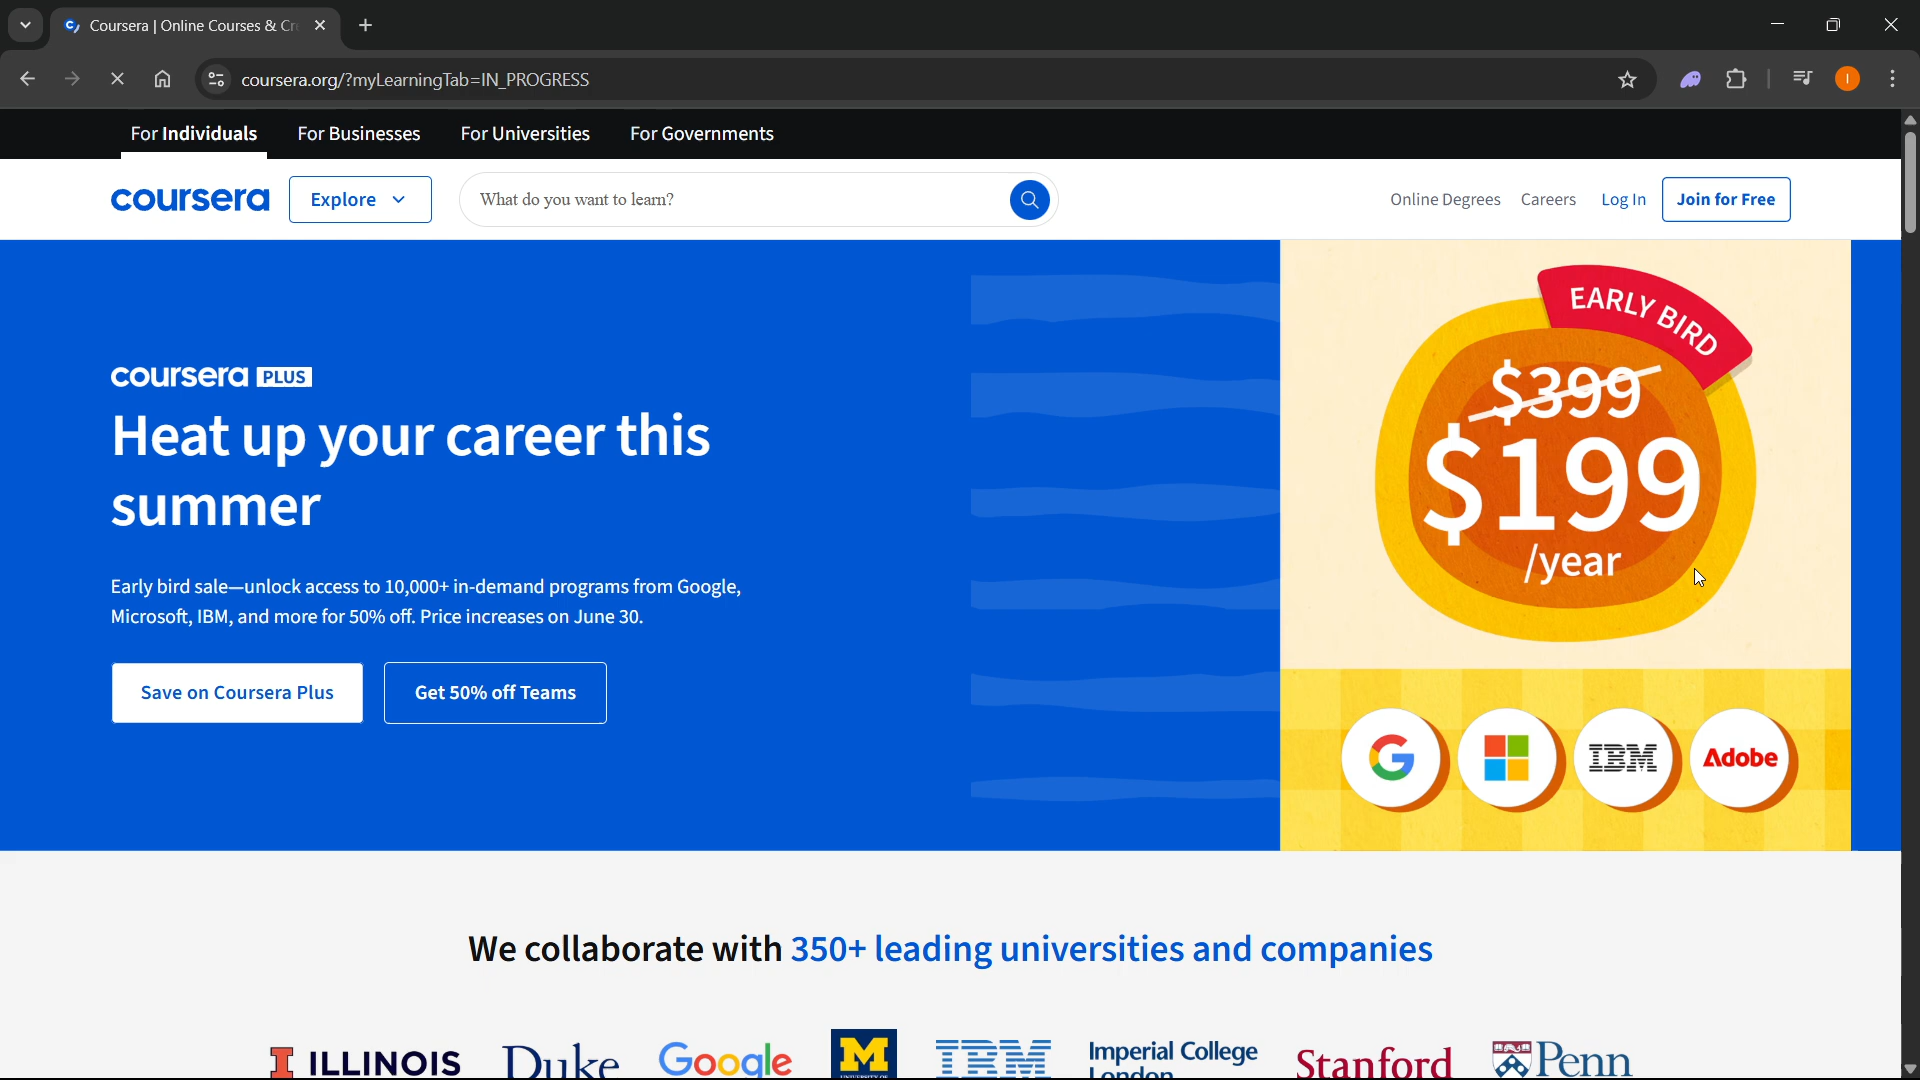 Coursera | Online Courses & Cr
coursera.org/?myLearningTab=IN_PROGRESS
I
For Individuals For Businesses For Universities For Governments
coursera Explore What do you want to learn? Online Degrees Careers Log In Join for Free
coursera PLUS
Heat up your career this
summer
Early bird sale—unlock access to 10,000+ in-demand programs from Google,
Microsoft, IBM, and more for 50% off. Price increases on June 30.
Save on Coursera Plus Get 50% off Teams
EARLY BIRD
$399
$199
/year
IBM Adobe
We collaborate with 350+ leading universities and companies
I ILLINOIS Duke Google M IBM Imperial College Stanford Penn
UNIVERSITY OF London